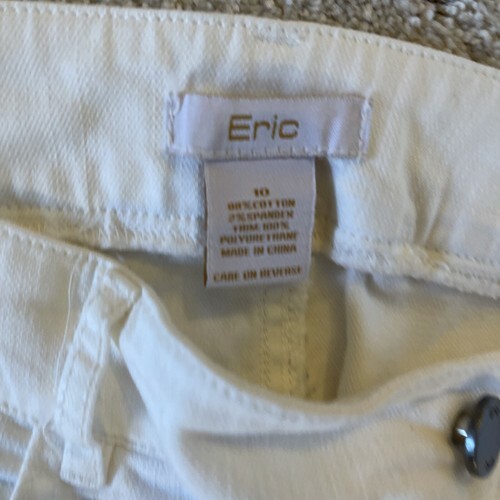 Eric
10
98% COTTON
2% SPANDEX
TRIM: 100%
POLYURETHANE
MADE IN CHINA
CARE ON REVERSE